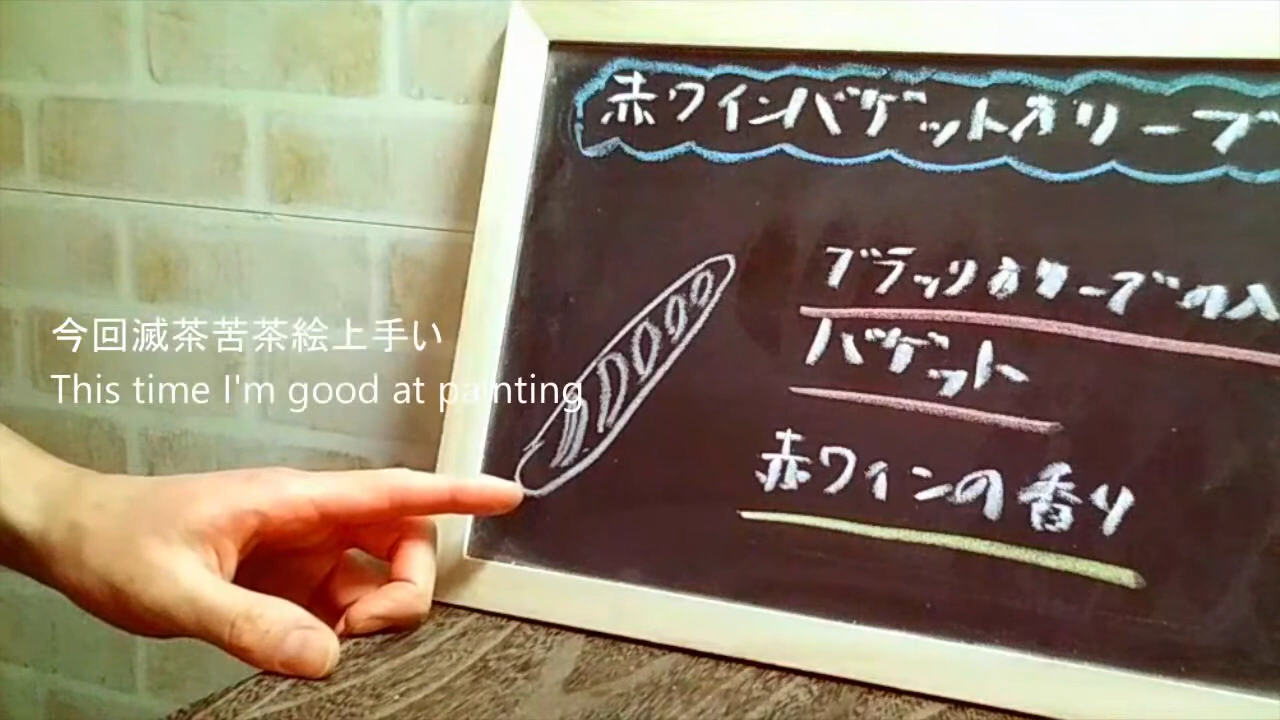 赤ワインバゲットオリーブ
ブラックオリーブの入
バゲット
赤ワインの香り
今回滅茶苦茶絵上手い
This time I'm good at painting